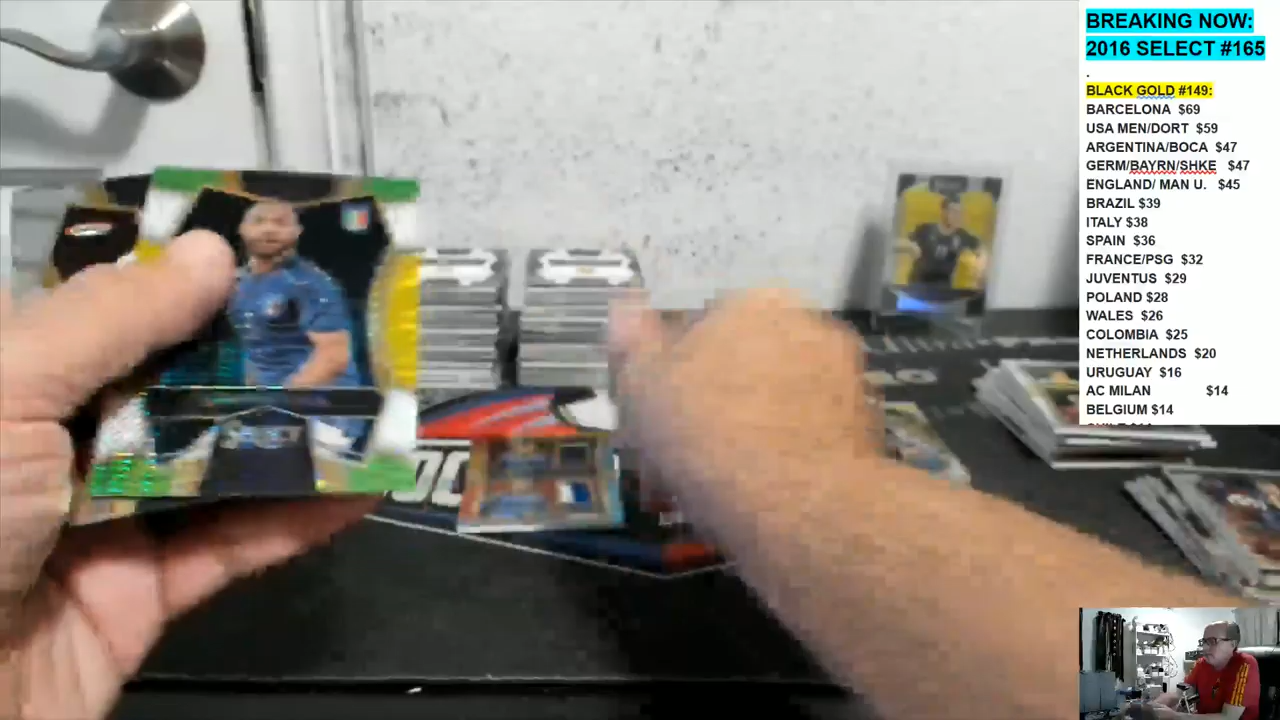 BREAKING NOW:
2016 SELECT #165
.
BLACK GOLD #149:
BARCELONA $69
USA MEN/DORT $59
ARGENTINA/BOCA $47
GERM/BAYRN/SHKE $47
ENGLAND/ MAN U. $45
BRAZIL $39
ITALY $38
SPAIN $36
FRANCE/PSG $32
JUVENTUS $29
POLAND $28
WALES $26
COLOMBIA $25
NETHERLANDS $20
URUGUAY $16
AC MILAN $14
BELGIUM $14
SELECT